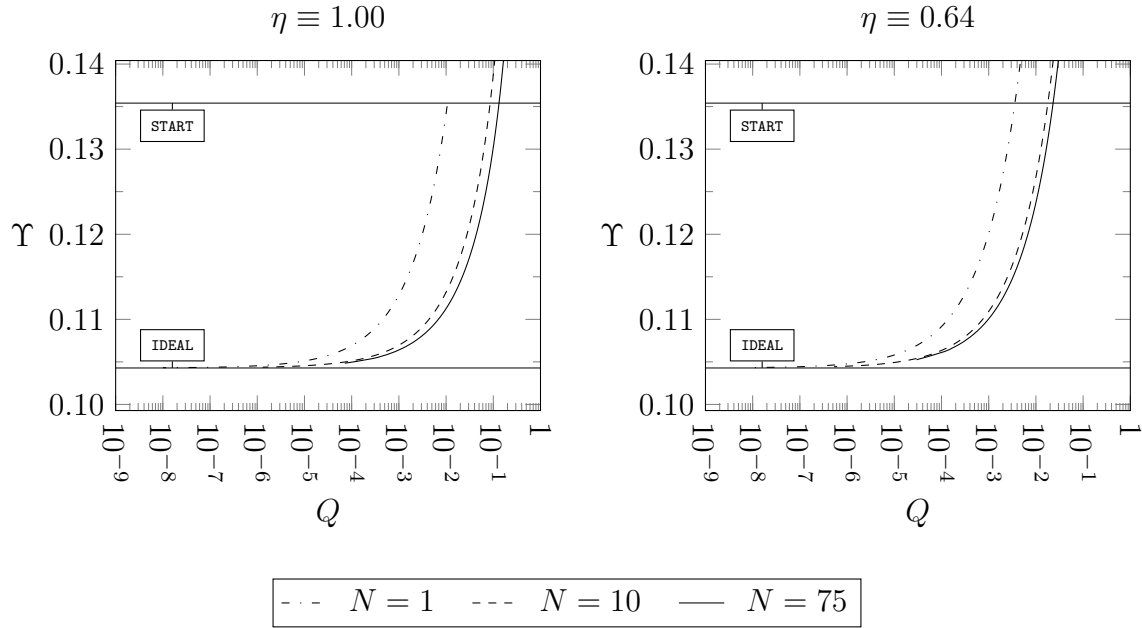 η ≡ 1.00
η ≡ 0.64
0.14
0.13
0.12
0.11
0.10
Υ
START
IDEAL
10⁻⁹
10⁻⁸
10⁻⁷
10⁻⁶
10⁻⁵
10⁻⁴
10⁻³
10⁻²
10⁻¹
1
Q
0.14
0.13
0.12
0.11
0.10
Υ
START
IDEAL
10⁻⁹
10⁻⁸
10⁻⁷
10⁻⁶
10⁻⁵
10⁻⁴
10⁻³
10⁻²
10⁻¹
1
Q
N = 1 N = 10 N = 75